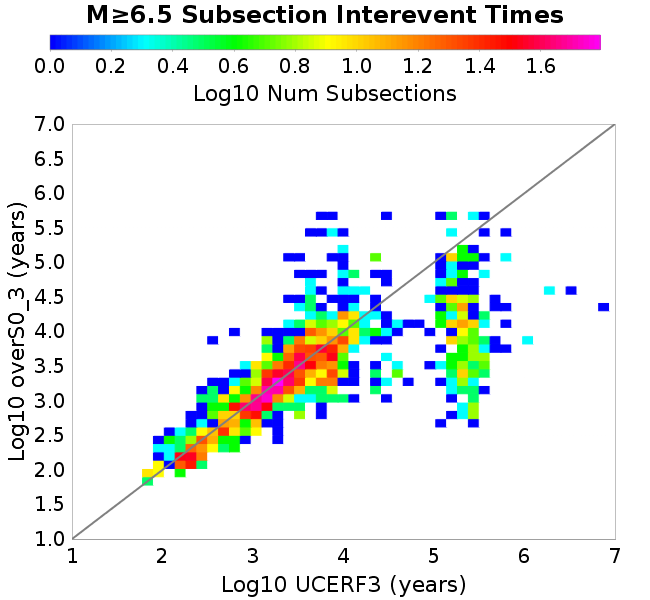 M≥6.5 Subsection Interevent Times
0.0 0.2 0.4 0.6 0.8 1.0 1.2 1.4 1.6
Log10 Num Subsections
7.0
6.5
6.0
5.5
5.0
4.5
4.0
3.5
3.0
2.5
2.0
1.5
1.0
Log10 overS0_3 (years)
1 2 3 4 5 6 7
Log10 UCERF3 (years)